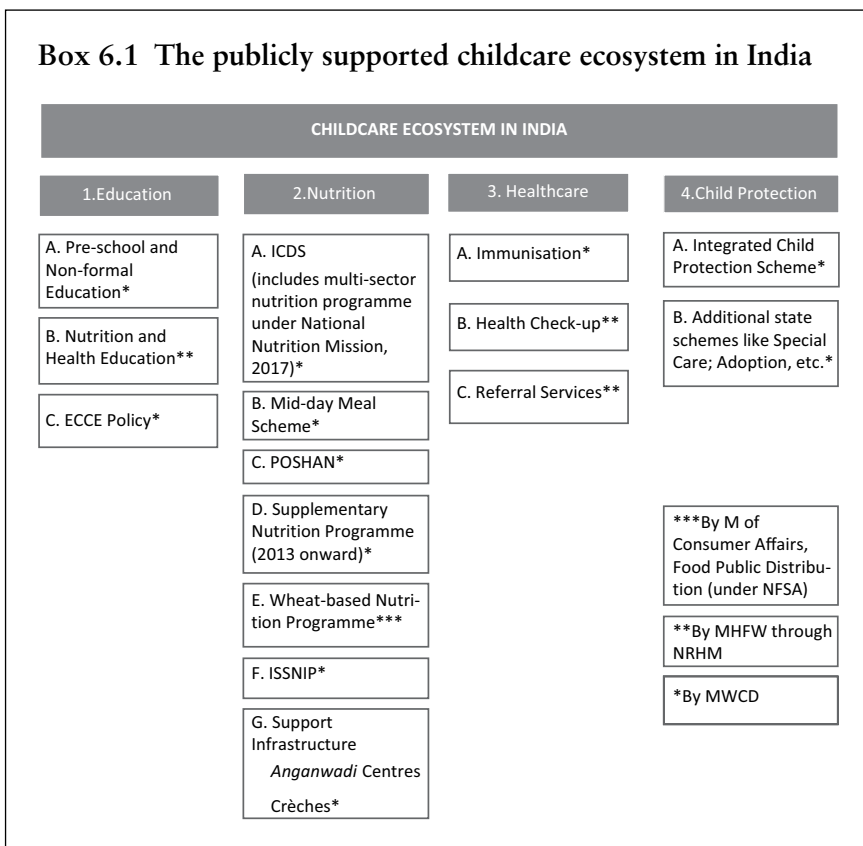 Box 6.1 The publicly supported childcare ecosystem in India
CHILDCARE ECOSYSTEM IN INDIA
1.Education
A. Pre-school and
Non-formal
Education*
B. Nutrition and
Health Education**
C. ECCE Policy*
2.Nutrition
A. ICDS
(includes multi-sector
nutrition programme
under National
Nutrition Mission,
2017)*
B. Mid-day Meal
Scheme*
C. POSHAN*
D. Supplementary
Nutrition Programme
(2013 onward)*
E. Wheat-based Nutri-
tion Programme***
F. ISSNIP*
G. Support
Infrastructure
Anganwadi Centres
Crèches*
3. Healthcare
A. Immunisation*
B. Health Check-up**
C. Referral Services**
4.Child Protection
A. Integrated Child
Protection Scheme*
B. Additional state
schemes like Special
Care; Adoption, etc.*
***By M of
Consumer Affairs,
Food Public Distribu-
tion (under NFSA)
**By MHFW through
NRHM
*By MWCD